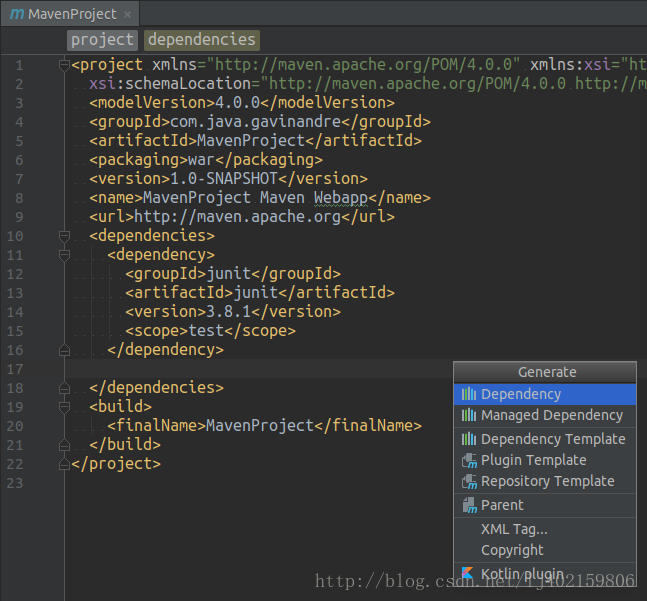 MavenProject
project dependencies
1 <project xmlns="http://maven.apache.org/POM/4.0.0" xmlns:xsi="ht
2 xsi:schemaLocation="http://maven.apache.org/POM/4.0.0 http://m
3 <modelVersion>4.0.0</modelVersion>
4 <groupId>com.java.gavinandre</groupId>
5 <artifactId>MavenProject</artifactId>
6 <packaging>war</packaging>
7 <version>1.0-SNAPSHOT</version>
8 <name>MavenProject Maven Webapp</name>
9 <url>http://maven.apache.org</url>
10 <dependencies>
11 <dependency>
12 <groupId>junit</groupId>
13 <artifactId>junit</artifactId>
14 <version>3.8.1</version>
15 <scope>test</scope>
16 </dependency>
17
18 </dependencies>
19 <build>
20 <finalName>MavenProject</finalName>
21 </build>
22 </project>
23
Generate
Dependency
Managed Dependency
Dependency Template
Plugin Template
Repository Template
Parent
XML Tag...
Copyright
Kotlin plugin
http://blog.csdn.net/lj402159806